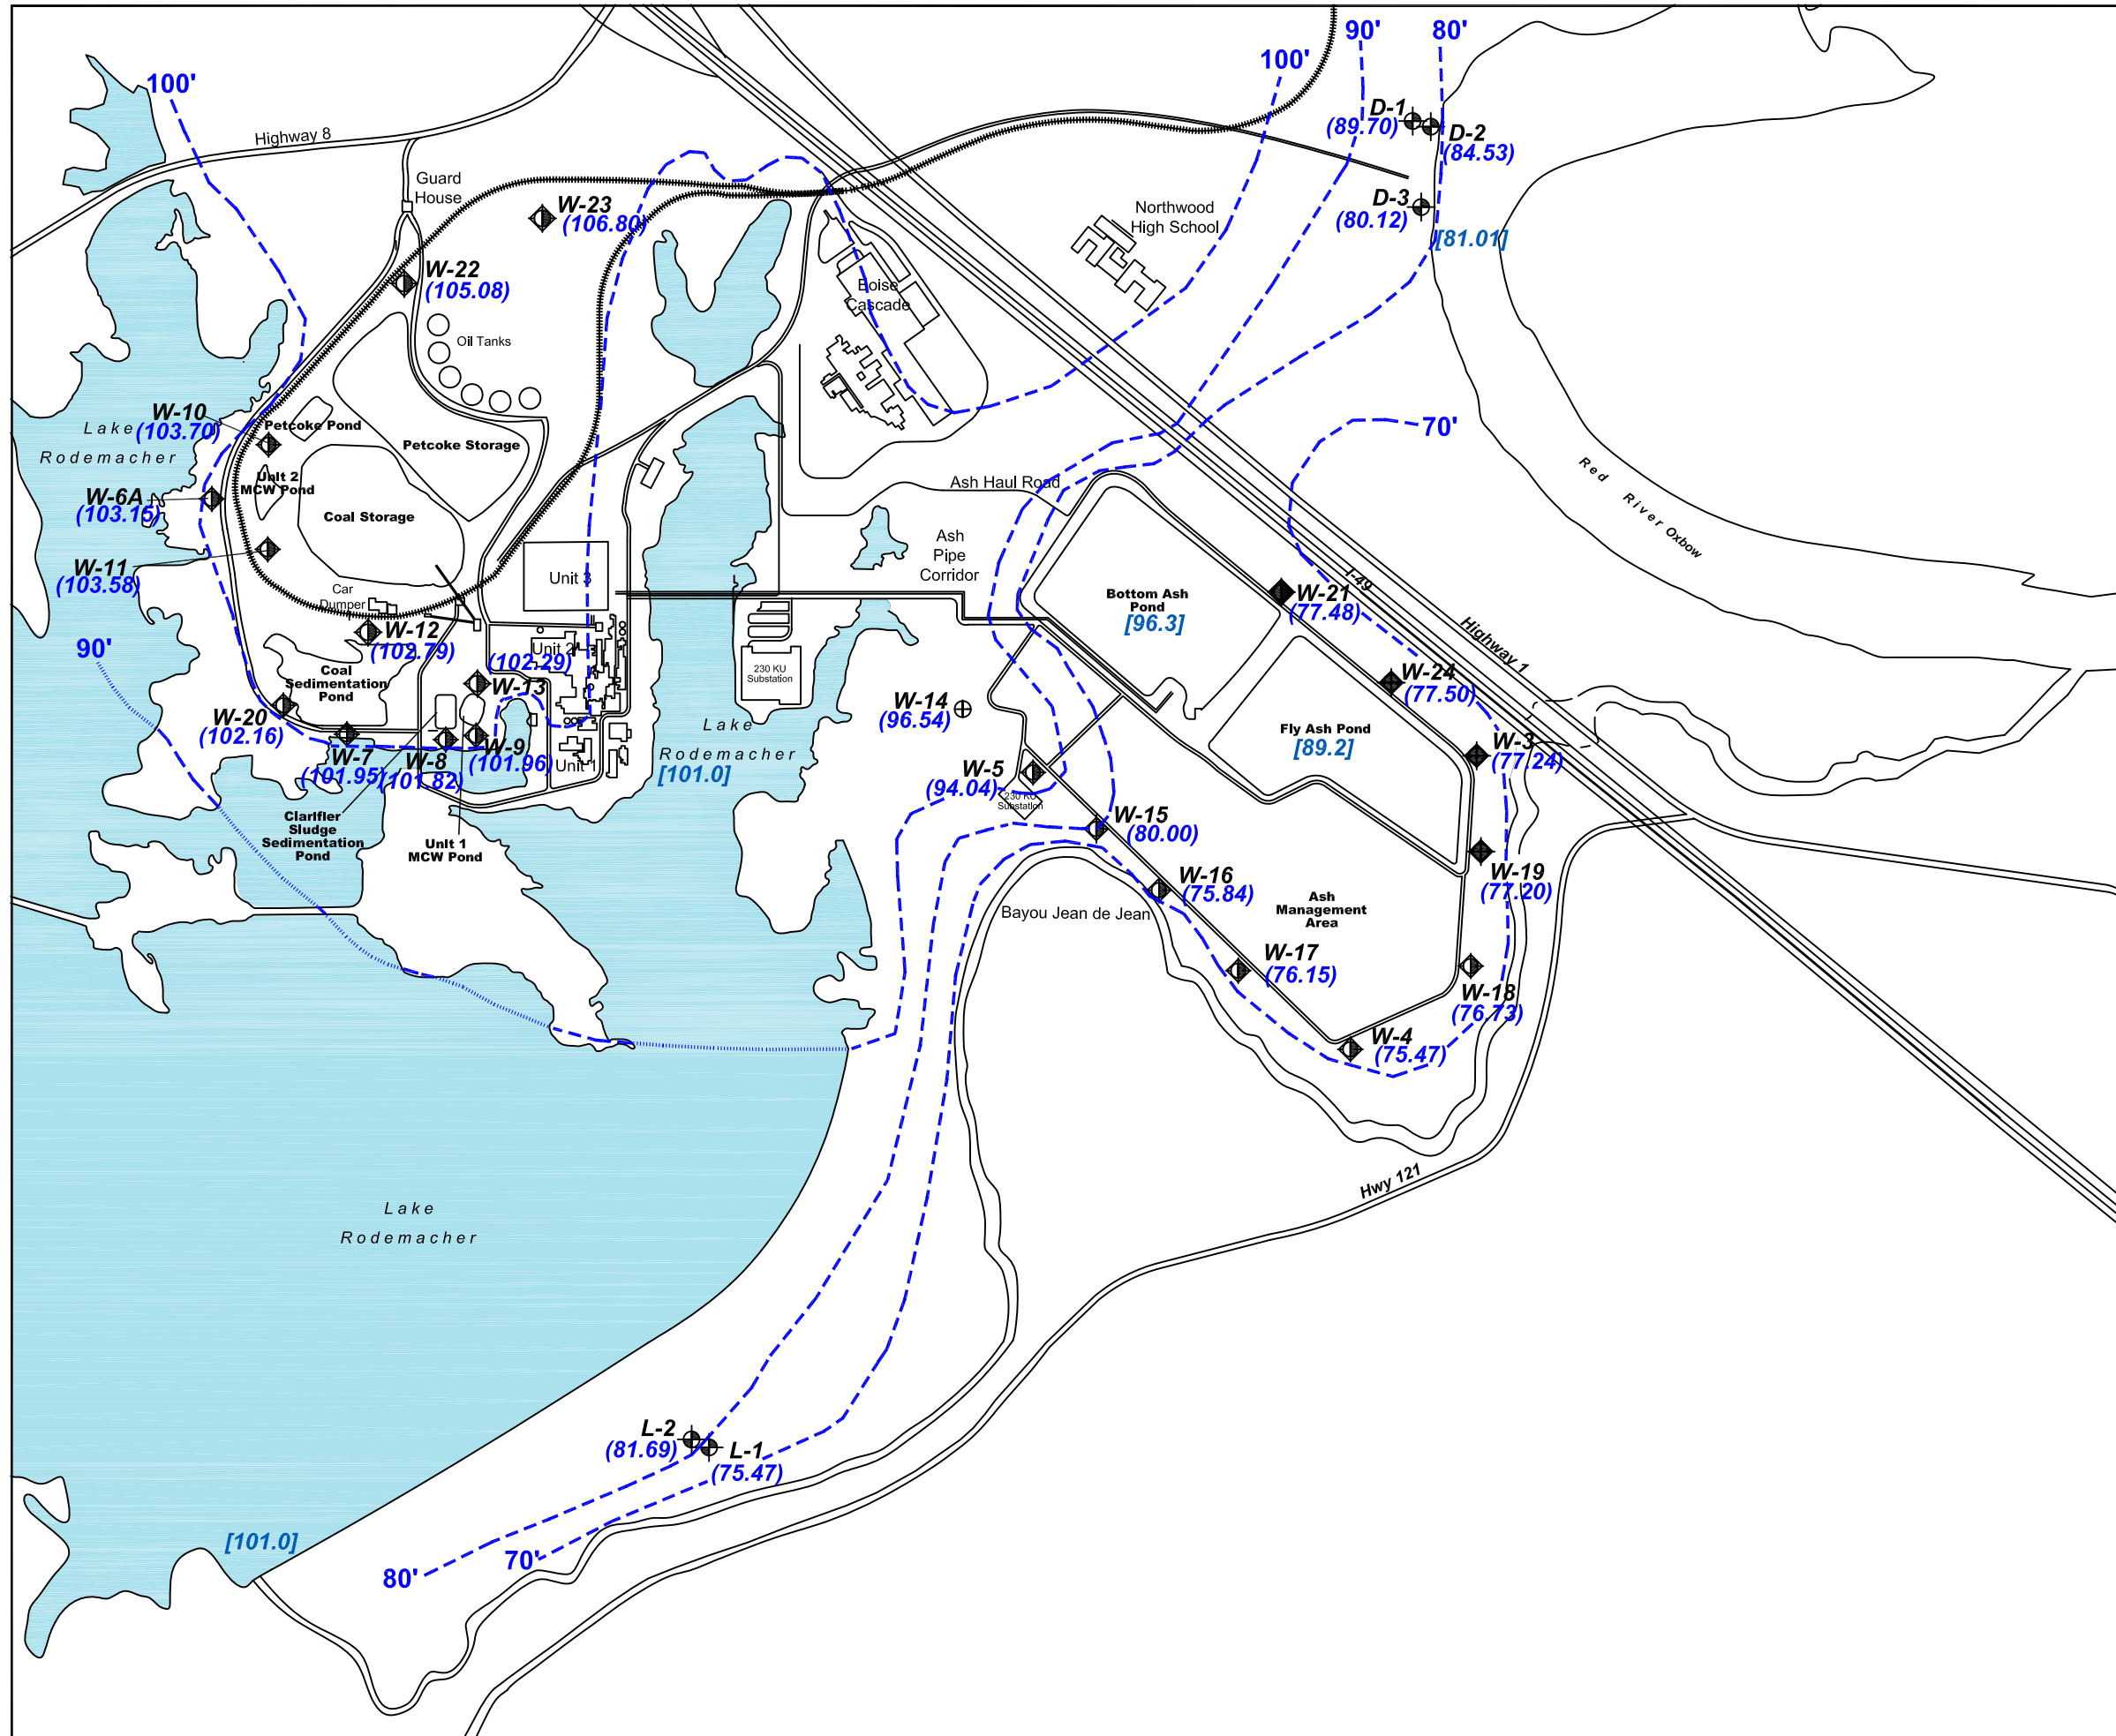 90'
80'
100'
100'
D-1
(89.70)
D-2
(84.53)
Highway 8
Guard
House
W-23
(106.80)
D-3
(80.12)
[81.01]
Northwood
High School
W-22
(105.08)
Boise
Cascade
Oil Tanks
W-10
(103.70)
Petcoke Pond
Petcoke Storage
70'
Lake
Rodemacher
Unit 2
MCW Pond
W-6A
(103.15)
Coal Storage
Ash Haul Road
Red River Oxbow
W-11
(103.58)
Ash
Pipe
Corridor
Unit 3
Car
Dumper
I-49
W-21
(77.48)
Bottom Ash
Pond
[96.3]
Highway 1
W-12
(102.79)
90'
Unit 2
(102.29)
W-13
Coal
Sedimentation
Pond
230 KU
Substation
W-24
(77.50)
W-14
(96.54)
W-20
(102.16)
Lake
Rodemacher
[101.0]
Fly Ash Pond
[89.2]
W-3
(77.24)
W-7
(101.95)
W-8
(101.82)
W-9
(101.96)
Unit 1
W-5
(94.04)
230 KU
Substation
W-15
(80.00)
Clarifier
Sludge
Sedimentation
Pond
Unit 1
MCW Pond
W-16
(75.84)
W-19
(77.20)
Bayou Jean de Jean
Ash
Management
Area
W-17
(76.15)
W-18
(76.73)
W-4
(75.47)
Hwy 121
Lake
Rodemacher
L-2
(81.69)
L-1
(75.47)
[101.0]
70'
80'